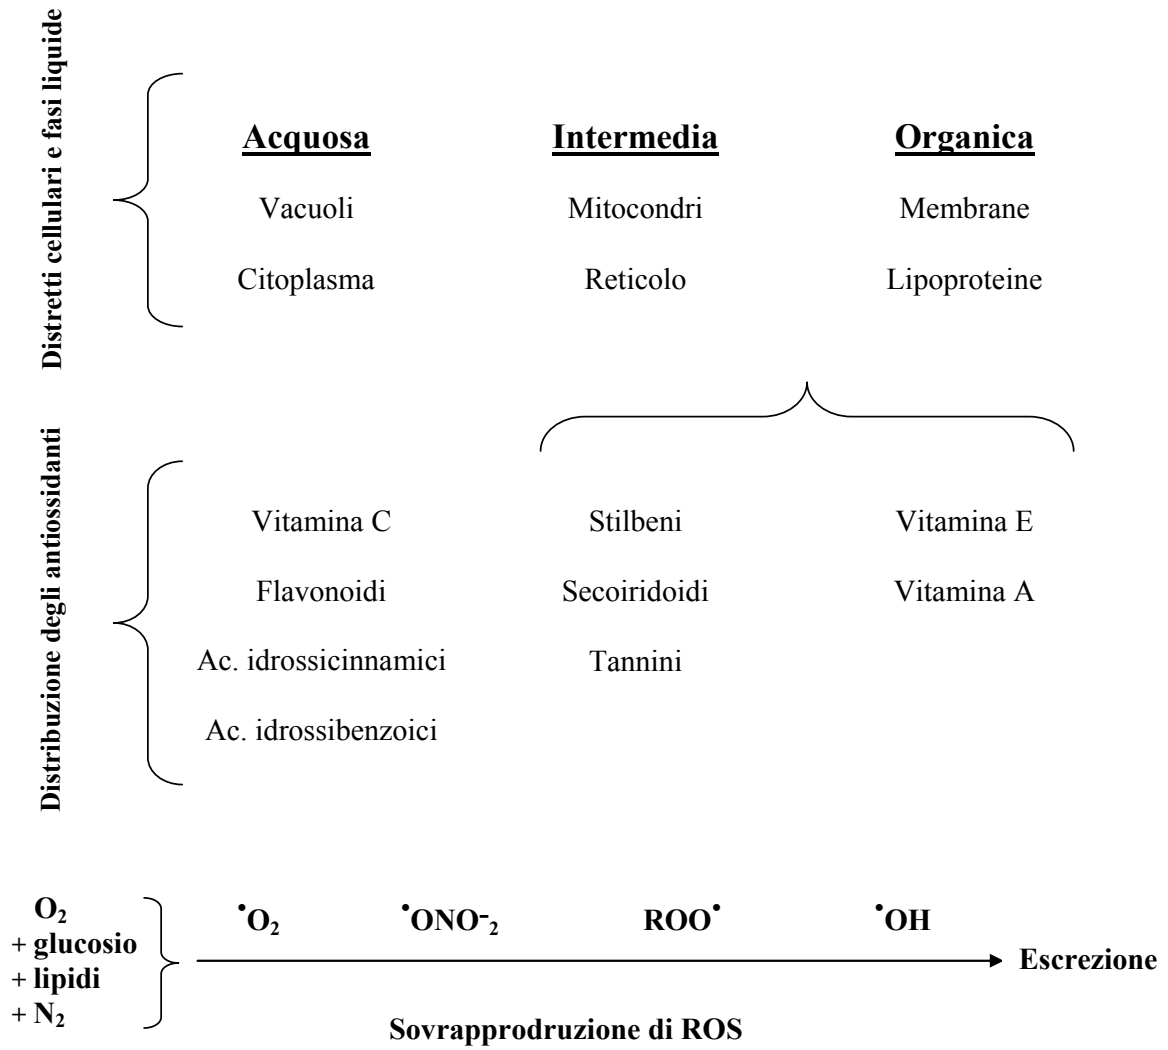 Distretti cellulari e fasi liquide
Acquosa Intermedia Organica
Vacuoli Mitocondri Membrane
Citoplasma Reticolo Lipoproteine
Distribuzione degli antiossidanti
Vitamina C Stilbeni Vitamina E
Flavonoidi Secoiridoidi Vitamina A
Ac. idrossicinnamici Tannini
Ac. idrossibenzoici
O₂
+ glucosio
+ lipidi
+ N₂
•O₂ •ONO⁻₂ ROO• •OH
Escrezione
Sovrapprodruzione di ROS